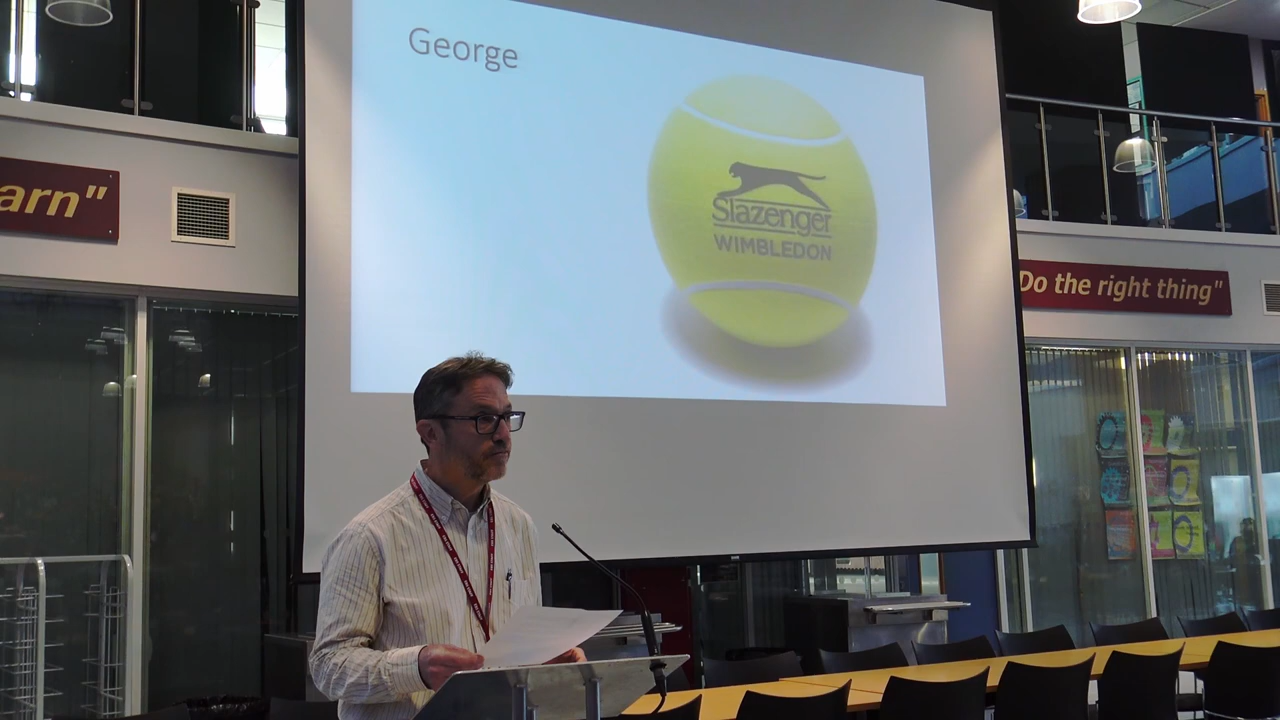 George
Slazenger
WIMBLEDON
arn"
Do the right thing"